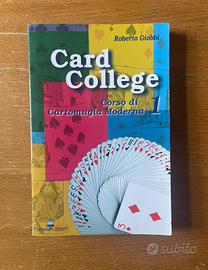 Roberto Giobbi
Card
College
Corso di
Cartomagia Moderna 1
subito